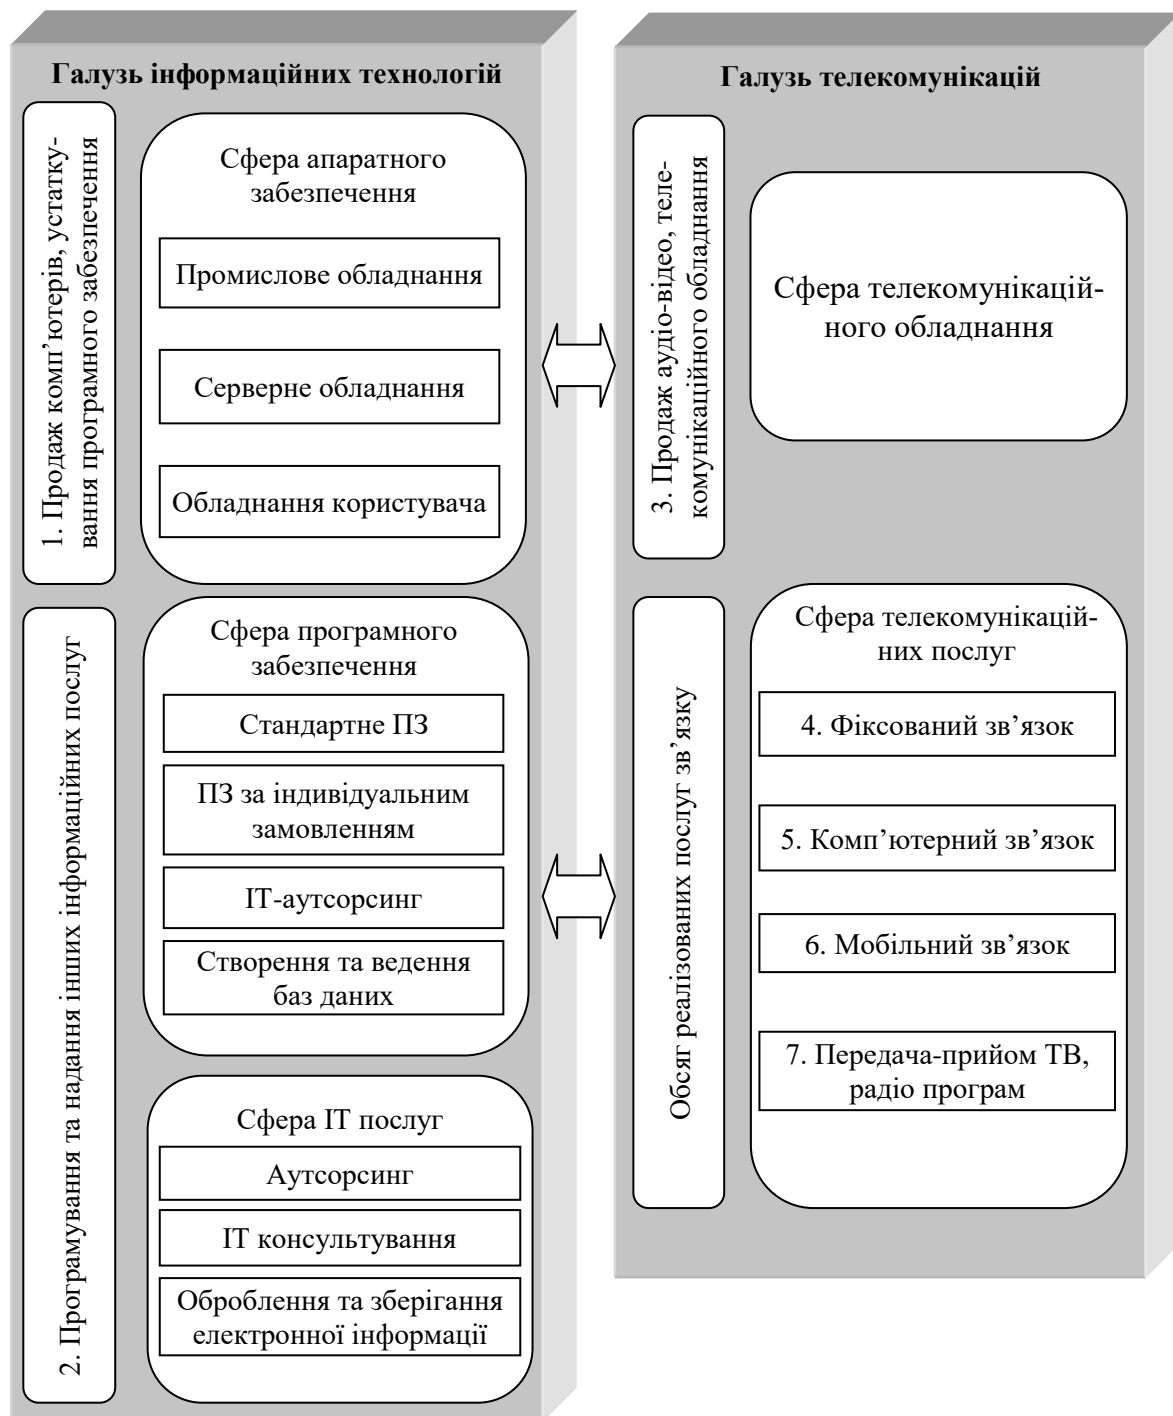 Галузь інформаційних технологій
1. Продаж комп’ютерів, устатку-
вання програмного забезпечення
Сфера апаратного
забезпечення
Промислове обладнання
Серверне обладнання
Обладнання користувача
2. Програмування та надання інших інформаційних послуг
Сфера програмного
забезпечення
Стандартне ПЗ
ПЗ за індивідуальним
замовленням
ІТ-аутсорсинг
Створення та ведення
баз даних
Сфера ІТ послуг
Аутсорсинг
ІТ консультування
Оброблення та зберігання
електронної інформації
Галузь телекомунікацій
3. Продаж аудіо-відео, теле-
комунікаційного обладнання
Сфера телекомунікацій-
ного обладнання
Обсяг реалізованих послуг зв’язку
Сфера телекомунікацій-
них послуг
4. Фіксований зв’язок
5. Комп’ютерний зв’язок
6. Мобільний зв’язок
7. Передача-прийом ТВ,
радіо програм